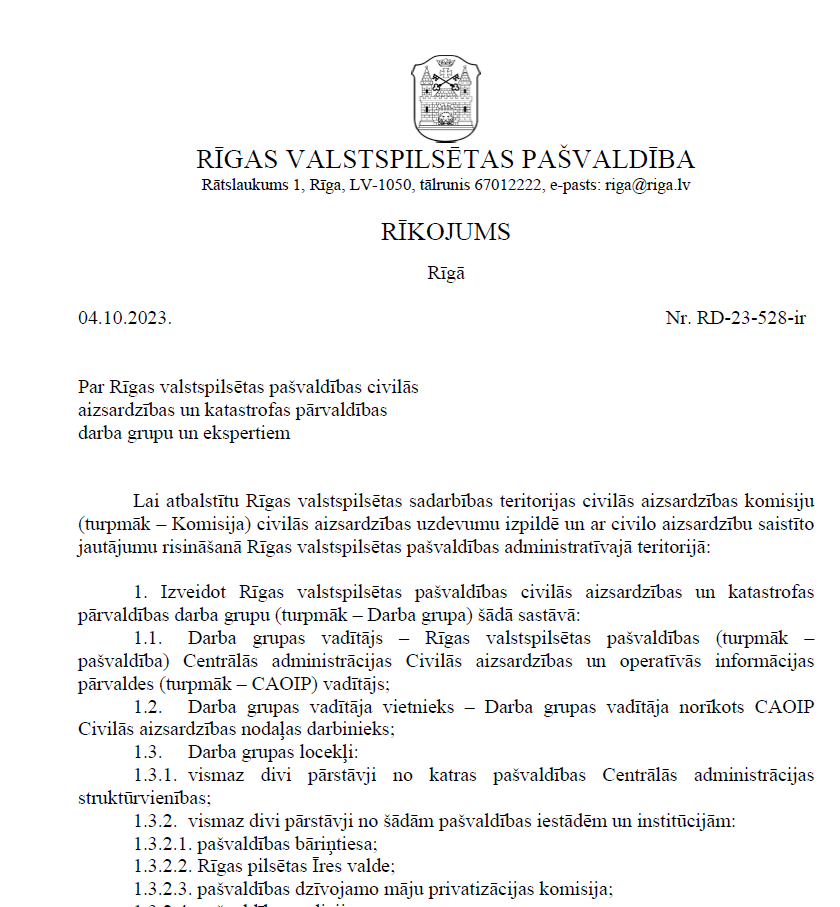 RĪGAS VALSTSPILSĒTAS PAŠVALDĪBA
Rātslaukums 1, Rīga, LV-1050, tālrunis 67012222, e-pasts: riga@riga.lv
RĪKOJUMS
Rīgā
04.10.2023. Nr. RD-23-528-ir
Par Rīgas valstspilsētas pašvaldības civilās
aizsardzības un katastrofas pārvaldības
darba grupu un ekspertiem
Lai atbalstītu Rīgas valstspilsētas sadarbības teritorijas civilās aizsardzības komisiju
(turpmāk – Komisija) civilās aizsardzības uzdevumu izpildē un ar civilo aizsardzību saistīto
jautājumu risināšanā Rīgas valstspilsētas pašvaldības administratīvajā teritorijā:
1. Izveidot Rīgas valstspilsētas pašvaldības civilās aizsardzības un katastrofas
pārvaldības darba grupu (turpmāk – Darba grupa) šādā sastāvā:
1.1. Darba grupas vadītājs – Rīgas valstspilsētas pašvaldības (turpmāk –
pašvaldība) Centrālās administrācijas Civilās aizsardzības un operatīvās informācijas
pārvaldes (turpmāk – CAOIP) vadītājs;
1.2. Darba grupas vadītāja vietnieks – Darba grupas vadītāja norīkots CAOIP
Civilās aizsardzības nodaļas darbinieks;
1.3. Darba grupas locekļi:
1.3.1. vismaz divi pārstāvji no katras pašvaldības Centrālās administrācijas
struktūrvienības;
1.3.2. vismaz divi pārstāvji no šādām pašvaldības iestādēm un institūcijām:
1.3.2.1. pašvaldības bāriņtiesa;
1.3.2.2. Rīgas pilsētas Īres valde;
1.3.2.3. pašvaldības dzīvojamo māju privatizācijas komisija;